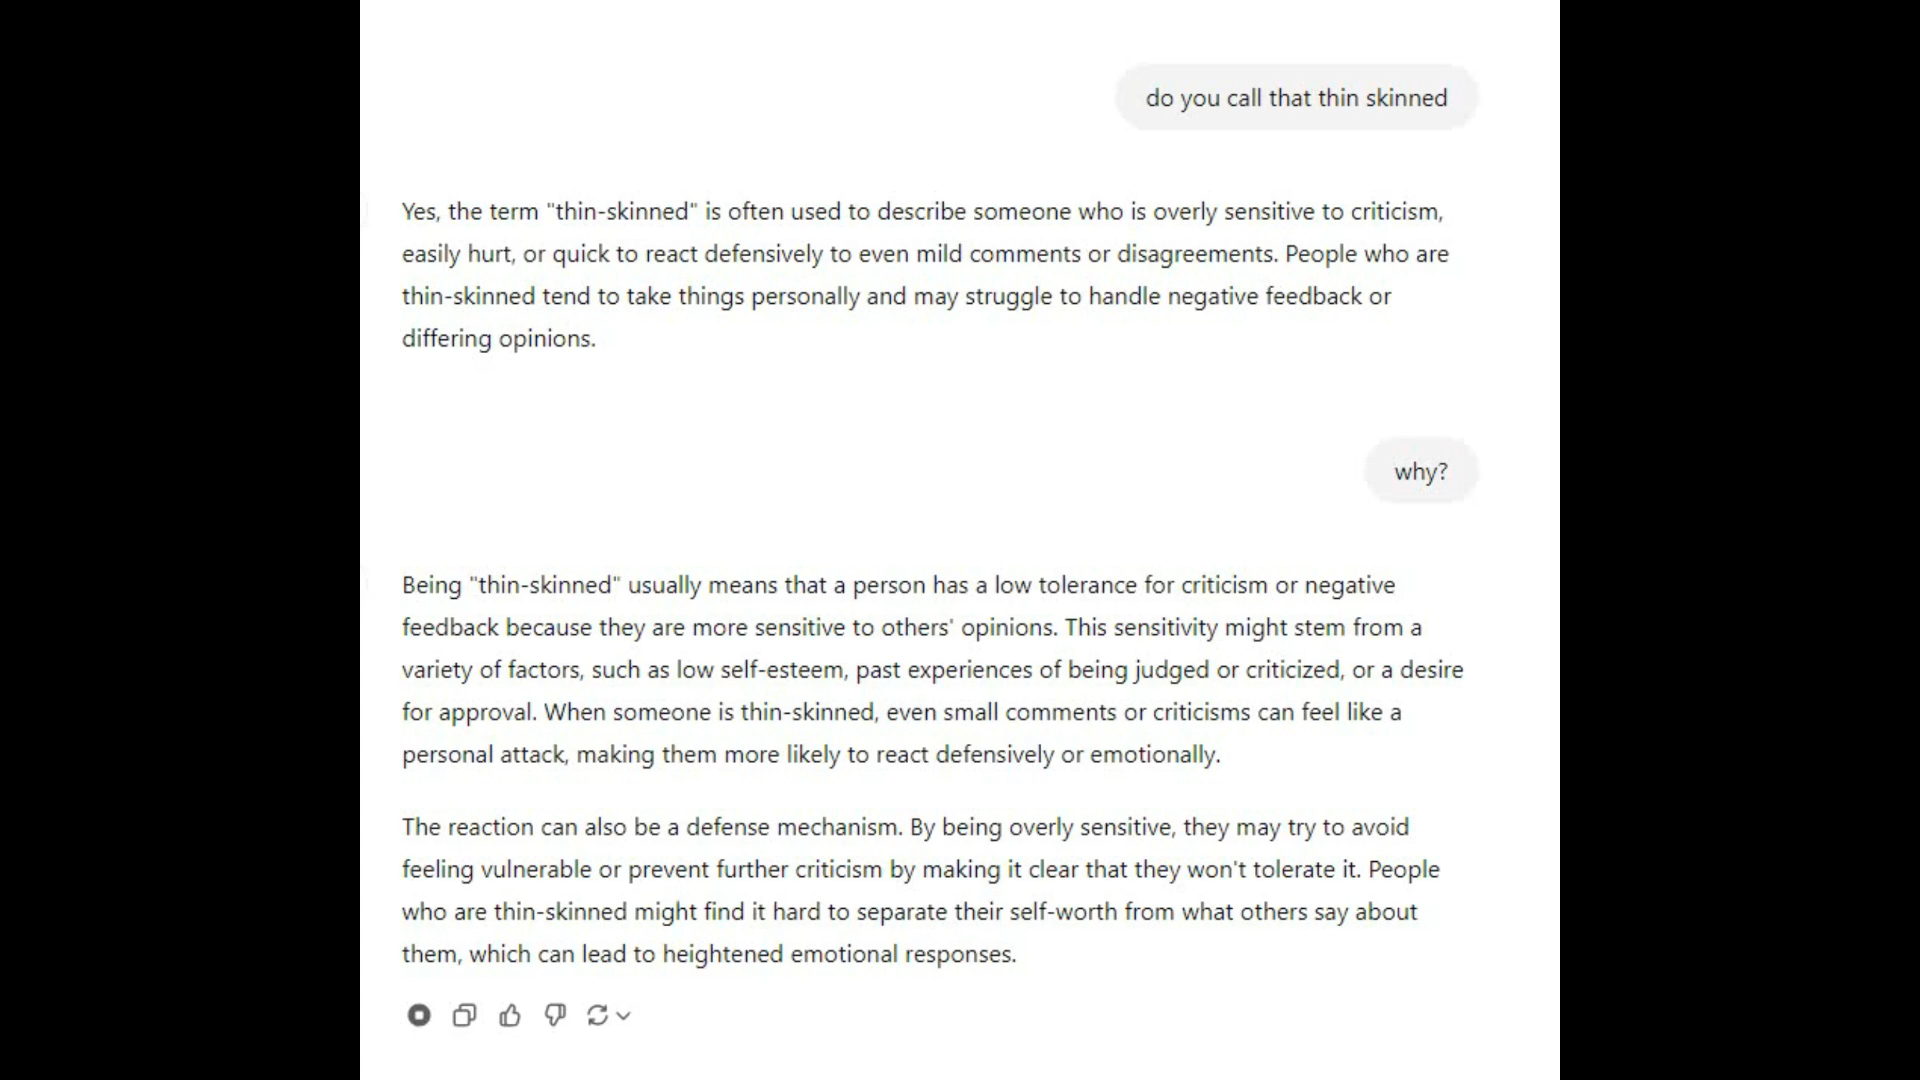 do you call that thin skinned
Yes, the term "thin-skinned" is often used to describe someone who is overly sensitive to criticism,
easily hurt, or quick to react defensively to even mild comments or disagreements. People who are
thin-skinned tend to take things personally and may struggle to handle negative feedback or
differing opinions.
why?
Being "thin-skinned" usually means that a person has a low tolerance for criticism or negative
feedback because they are more sensitive to others' opinions. This sensitivity might stem from a
variety of factors, such as low self-esteem, past experiences of being judged or criticized, or a desire
for approval. When someone is thin-skinned, even small comments or criticisms can feel like a
personal attack, making them more likely to react defensively or emotionally.
The reaction can also be a defense mechanism. By being overly sensitive, they may try to avoid
feeling vulnerable or prevent further criticism by making it clear that they won't tolerate it. People
who are thin-skinned might find it hard to separate their self-worth from what others say about
them, which can lead to heightened emotional responses.